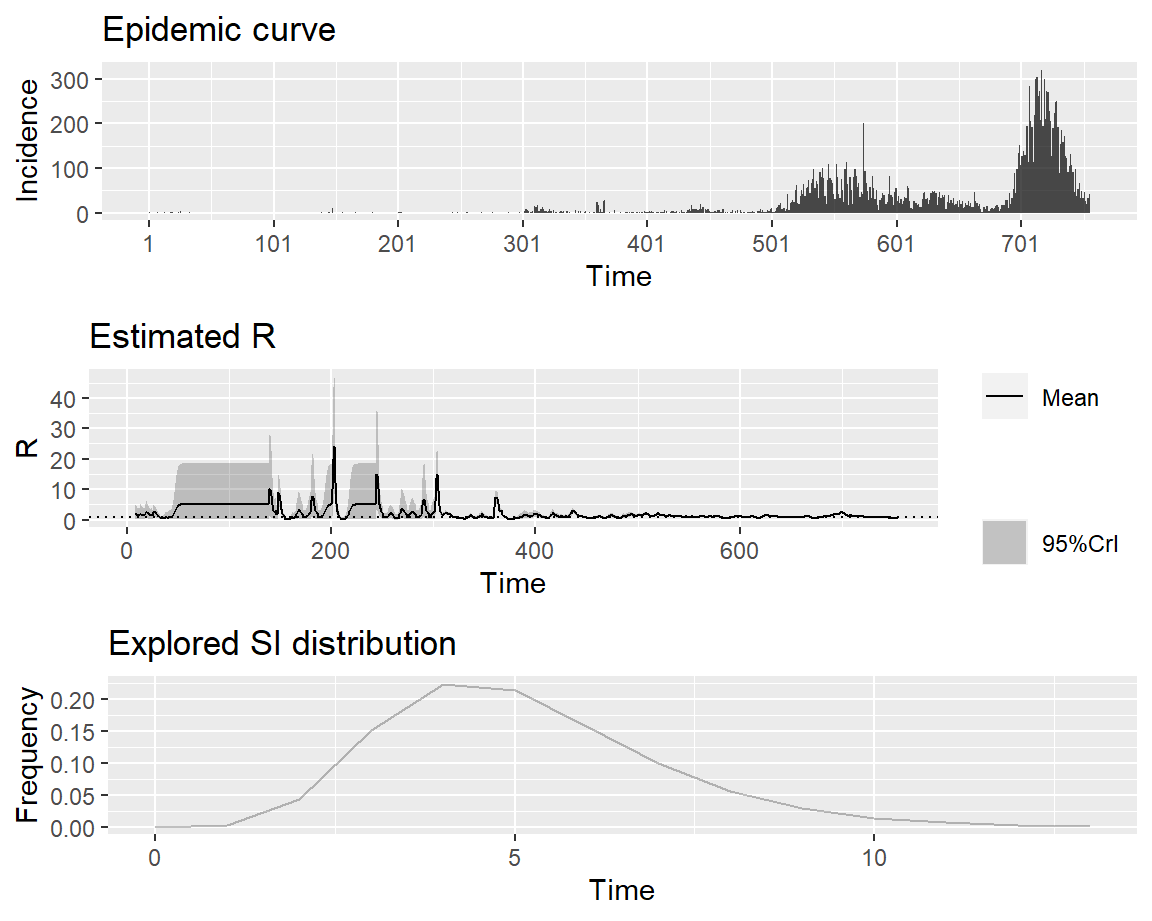 Epidemic curve
Incidence
300
200
100
0
1 101 201 301 401 501 601 701
Time
Estimated R
R
40
30
20
10
0
0 200 400 600
Time
Mean
95%CrI
Explored SI distribution
Frequency
0.20
0.15
0.10
0.05
0.00
0 5 10
Time